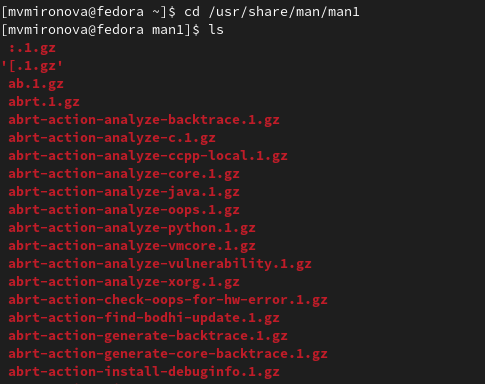 [mvmironova@fedora ~]$ cd /usr/share/man/man1
[mvmironova@fedora man1]$ ls
:.1.gz
'[.1.gz'
ab.1.gz
abrt.1.gz
abrt-action-analyze-backtrace.1.gz
abrt-action-analyze-c.1.gz
abrt-action-analyze-ccpp-local.1.gz
abrt-action-analyze-core.1.gz
abrt-action-analyze-java.1.gz
abrt-action-analyze-oops.1.gz
abrt-action-analyze-python.1.gz
abrt-action-analyze-vmcore.1.gz
abrt-action-analyze-vulnerability.1.gz
abrt-action-analyze-xorg.1.gz
abrt-action-check-oops-for-hw-error.1.gz
abrt-action-find-bodhi-update.1.gz
abrt-action-generate-backtrace.1.gz
abrt-action-generate-core-backtrace.1.gz
abrt-action-install-debuginfo.1.gz